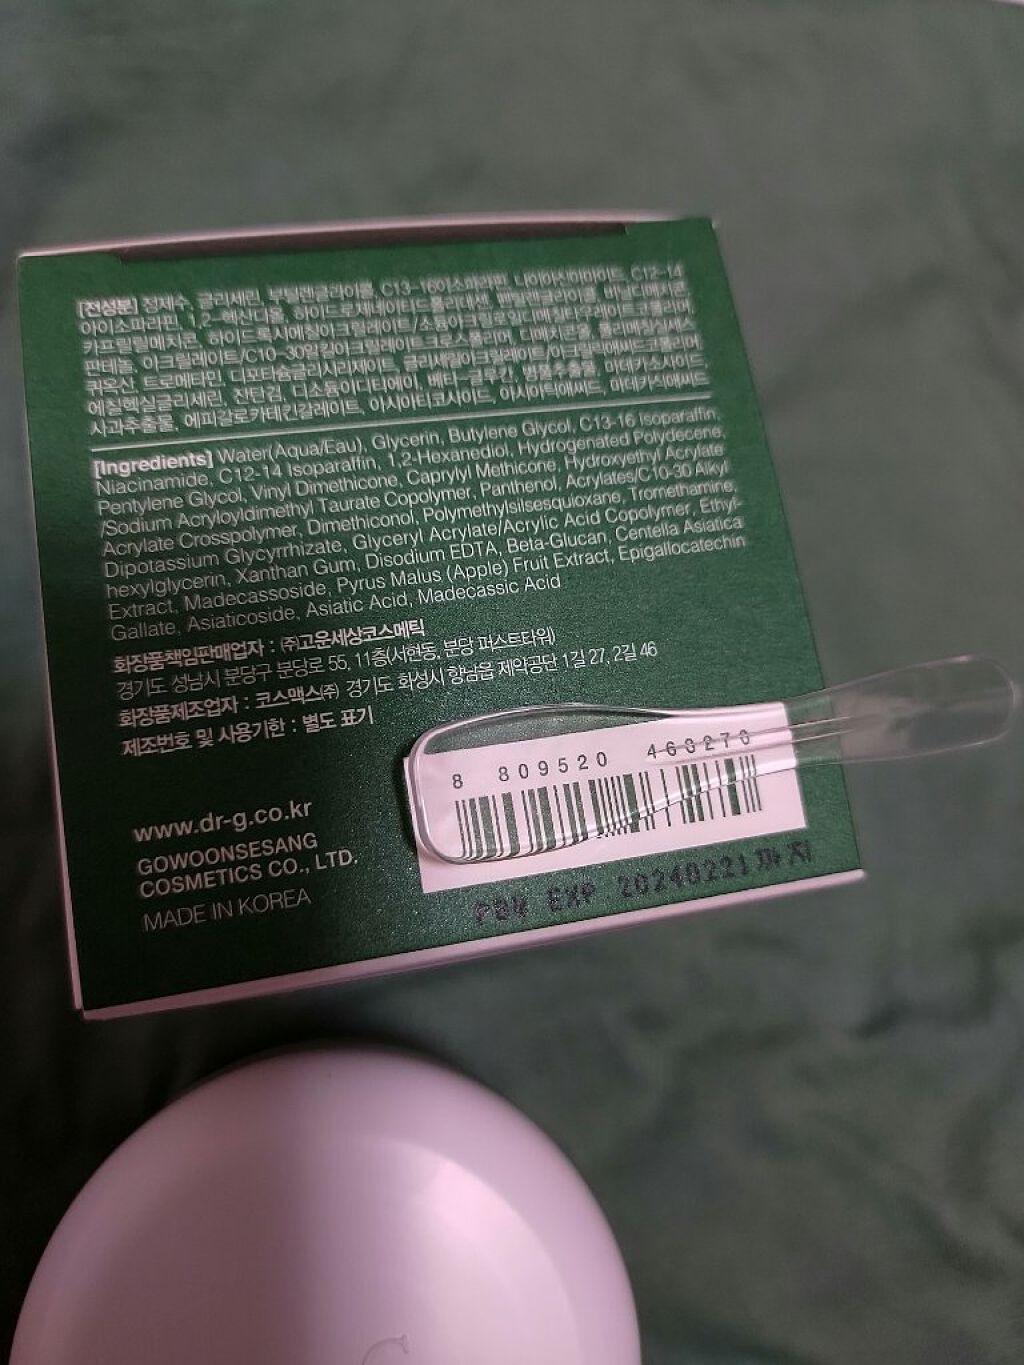 [전성분] 정제수, 글리세린, 부틸렌글라이콜, C13-16이소파라핀, 나이아신아마이드, C12-14
아이소파라핀, 1,2-헥산디올, 하이드로제네이티드폴리데센, 펜틸렌글라이콜, 비닐디메치콘,
카프릴릴메치콘, 하이드록시에칠아크릴레이트/소듐아크릴로일디메칠타우레이트코폴리머,
판테놀, 아크릴레이트/C10-30알킬아크릴레이트크로스폴리머, 디메치콘올, 폴리메칠실세스
퀴옥산, 트로메타민, 디포타슘글리시리제이트, 글리세릴아크릴레이트/아크릴릭애씨드코폴리머,
에칠헥실글리세린, 잔탄검, 디소듐이디티에이, 베타-글루칸, 병풀추출물, 마데카소사이드
사과추출물, 에피갈로카테킨갈레이트, 아시아티코사이드, 아시아틱애씨드, 마데카식애씨드
[Ingredients] Water(Aqua/Eau), Glycerin, Butylene Glycol, C13-16 Isoparaffin,
Niacinamide, C12-14 Isoparaffin, 1,2-Hexanediol, Hydrogenated Polydecene,
Pentylene Glycol, Vinyl Dimethicone, Caprylyl Methicone, Hydroxyethyl Acrylate
/Sodium Acryloyldimethyl Taurate Copolymer, Panthenol, Acrylates/C10-30 Alkyl
Acrylate Crosspolymer, Dimethiconol, Polymethylsilsesquioxane, Tromethamine,
Dipotassium Glycyrrhizate, Glyceryl Acrylate/Acrylic Acid Copolymer, Ethyl-
hexylglycerin, Xanthan Gum, Disodium EDTA, Beta-Glucan, Centella Asiatica
Extract, Madecassoside, Pyrus Malus (Apple) Fruit Extract, Epigallocatechin
Gallate, Asiaticoside, Asiatic Acid, Madecassic Acid
화장품책임판매업자 : ㈜고운세상코스메틱
경기도 성남시 분당구 분당로 55, 11층(서현동, 분당 퍼스트타워)
화장품제조업자 : 코스맥스㈜ 경기도 화성시 향남읍 제약공단 1길 27, 2길 46
제조번호 및 사용기한 : 별도 표기
8 809520 463270
www.dr-g.co.kr
GOWOONSESANG
COSMETICS CO., LTD.
MADE IN KOREA
EXP 20240221까지